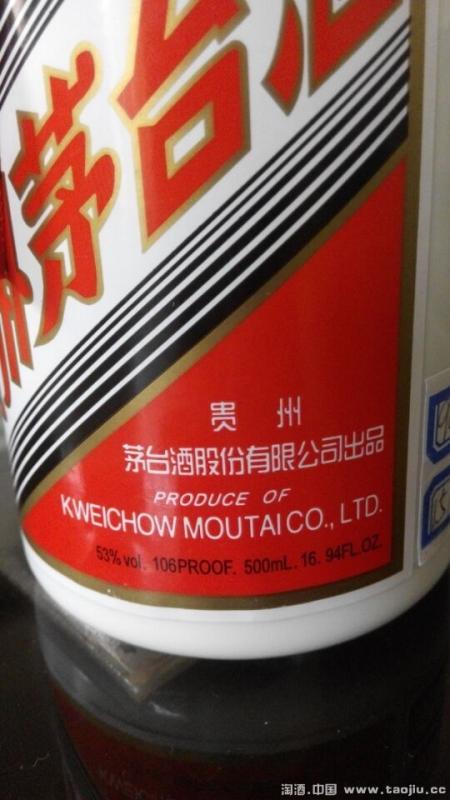 茅台酒
贵 州
茅台酒股份有限公司出品
PRODUCE OF
KWEICHOW MOUTAI CO., LTD.
53% vol. 106PROOF. 500mL. 16. 94FL.OZ.
淘酒.中国 www.taojiu.cc